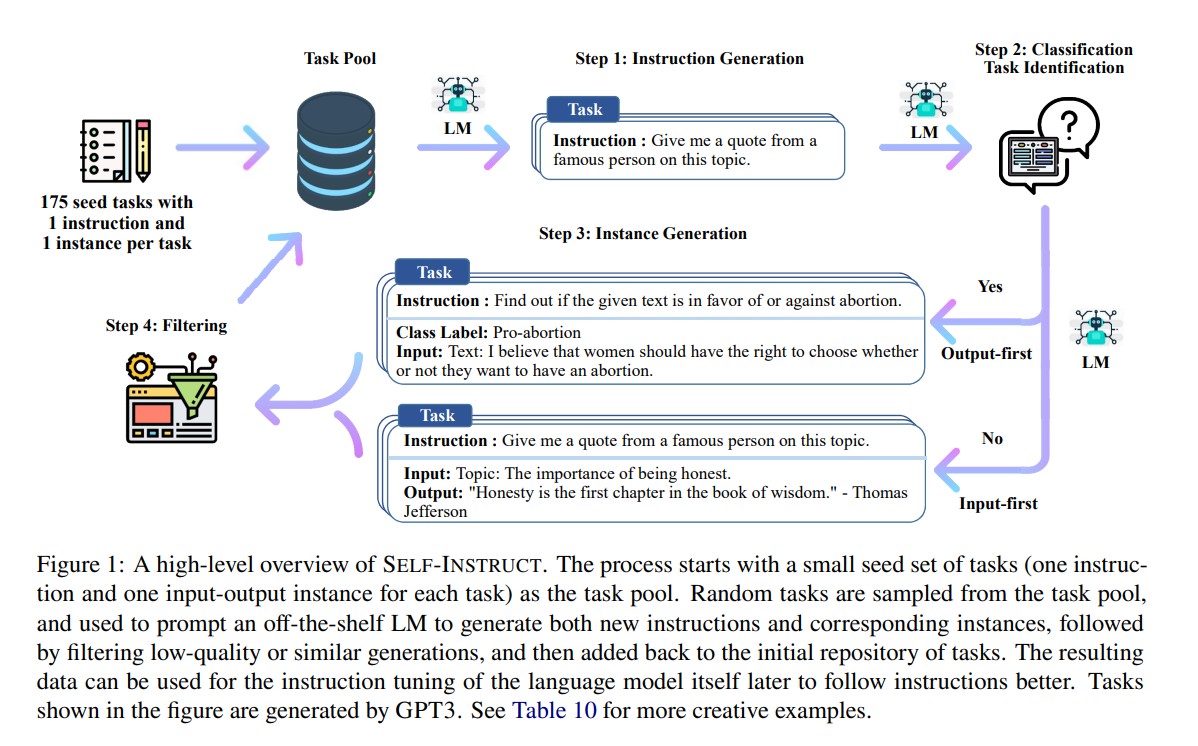 Task Pool
Step 1: Instruction Generation
Step 2: Classification
Task Identification
LM
Task
Instruction : Give me a quote from a
famous person on this topic.
LM
175 seed tasks with
1 instruction and
1 instance per task
Step 3: Instance Generation
Task
Instruction : Find out if the given text is in favor of or against abortion.
Class Label: Pro-abortion
Input: Text: I believe that women should have the right to choose whether
or not they want to have an abortion.
Yes
Output-first
LM
Step 4: Filtering
Task
Instruction : Give me a quote from a famous person on this topic.
Input: Topic: The importance of being honest.
Output: "Honesty is the first chapter in the book of wisdom." - Thomas
Jefferson
No
Input-first
?
Figure 1: A high-level overview of SELF-INSTRUCT. The process starts with a small seed set of tasks (one instruc-
tion and one input-output instance for each task) as the task pool. Random tasks are sampled from the task pool,
and used to prompt an off-the-shelf LM to generate both new instructions and corresponding instances, followed
by filtering low-quality or similar generations, and then added back to the initial repository of tasks. The resulting
data can be used for the instruction tuning of the language model itself later to follow instructions better. Tasks
shown in the figure are generated by GPT3. See Table 10 for more creative examples.